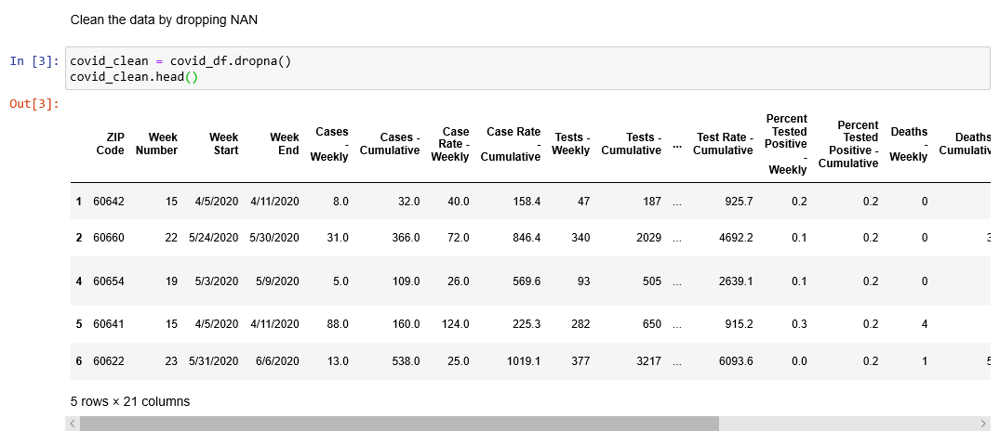 Clean the data by dropping NAN
In [3]:
covid_clean = covid_df.dropna()
covid_clean.head()
Out[3]:
ZIP
Code
Week
Number
Week
Start
Week
End
Cases
-
Weekly
Cases -
Cumulative
Case
Rate -
Weekly
Case Rate
-
Cumulative
Tests -
Weekly
Tests -
Cumulative
...
Test Rate -
Cumulative
Percent
Tested
Positive
-
Weekly
Percent
Tested
Positive -
Cumulative
Deaths
-
Weekly
Deaths
Cumulativ
1 60642 15 4/5/2020 4/11/2020 8.0 32.0 40.0 158.4 47 187 ... 925.7 0.2 0.2 0
2 60660 22 5/24/2020 5/30/2020 31.0 366.0 72.0 846.4 340 2029 ... 4692.2 0.1 0.2 0 3
4 60654 19 5/3/2020 5/9/2020 5.0 109.0 26.0 569.6 93 505 ... 2639.1 0.1 0.2 0
5 60641 15 4/5/2020 4/11/2020 88.0 160.0 124.0 225.3 282 650 ... 915.2 0.3 0.2 4
6 60622 23 5/31/2020 6/6/2020 13.0 538.0 25.0 1019.1 377 3217 ... 6093.6 0.0 0.2 1 5
5 rows × 21 columns